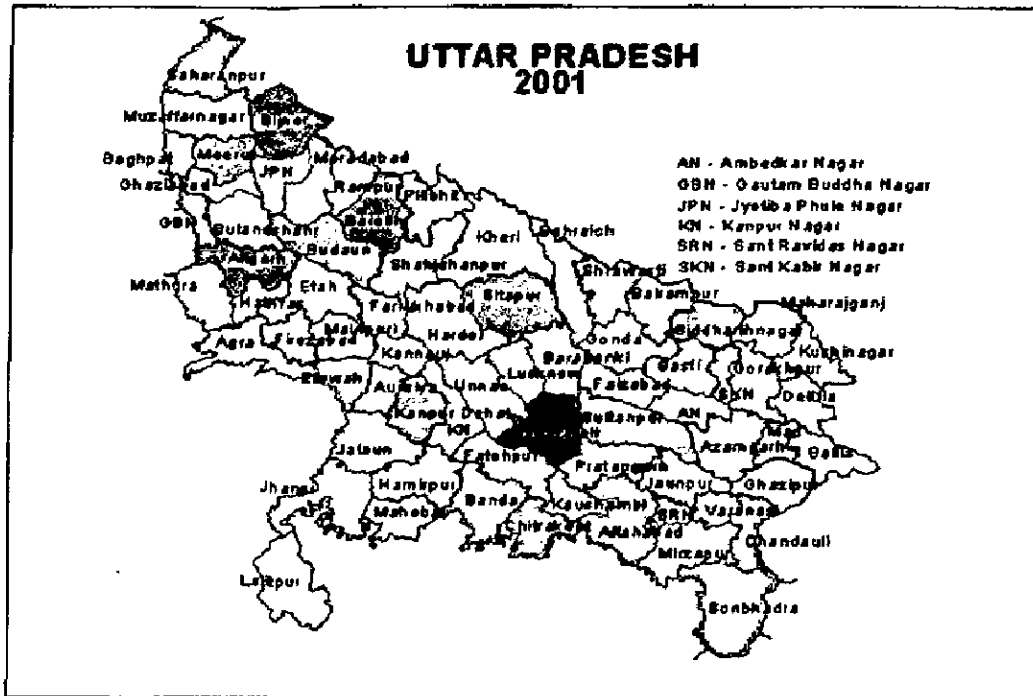 UTTAR PRADESH
2001
Saharanpur
Muzaffarnagar
Bijnor
Baghpat
Meerut
Moradabad
Ghaziabad
JPN
Rampur
Pilibhit
GBN
Bulandshahr
Bareilly
Budaun
Kheri
Bahraich
Shahjahanpur
Shrawasti
Aligarh
Mathura
Hathras
Etah
Farrukhabad
Sitapur
Balrampur
Maharajganj
Agra
Firozabad
Mainpuri
Hardoi
Gonda
Siddharthnagar
Kushinagar
Kannauj
Barabanki
Basti
Gorakhpur
Etawah
Auraiya
Unnao
Lucknow
Faizabad
SKN
Deoria
Kanpur Dehat
Sultanpur
AN
KN
Azamgarh
Mau
Ballia
Jalaun
Fatehpur
Pratapgarh
Jhansi
Hamirpur
Banda
Kaushambi
Jaunpur
Ghazipur
Mahoba
Chitrakoot
SRN
Varanasi
Allahabad
Mirzapur
Chandauli
Lalitpur
Sonbhadra
AN - Ambedkar Nagar
GBN - Gautam Buddha Nagar
JPN - Jyotiba Phule Nagar
KN - Kanpur Nagar
SRN - Sant Ravidas Nagar
SKN - Sant Kabir Nagar